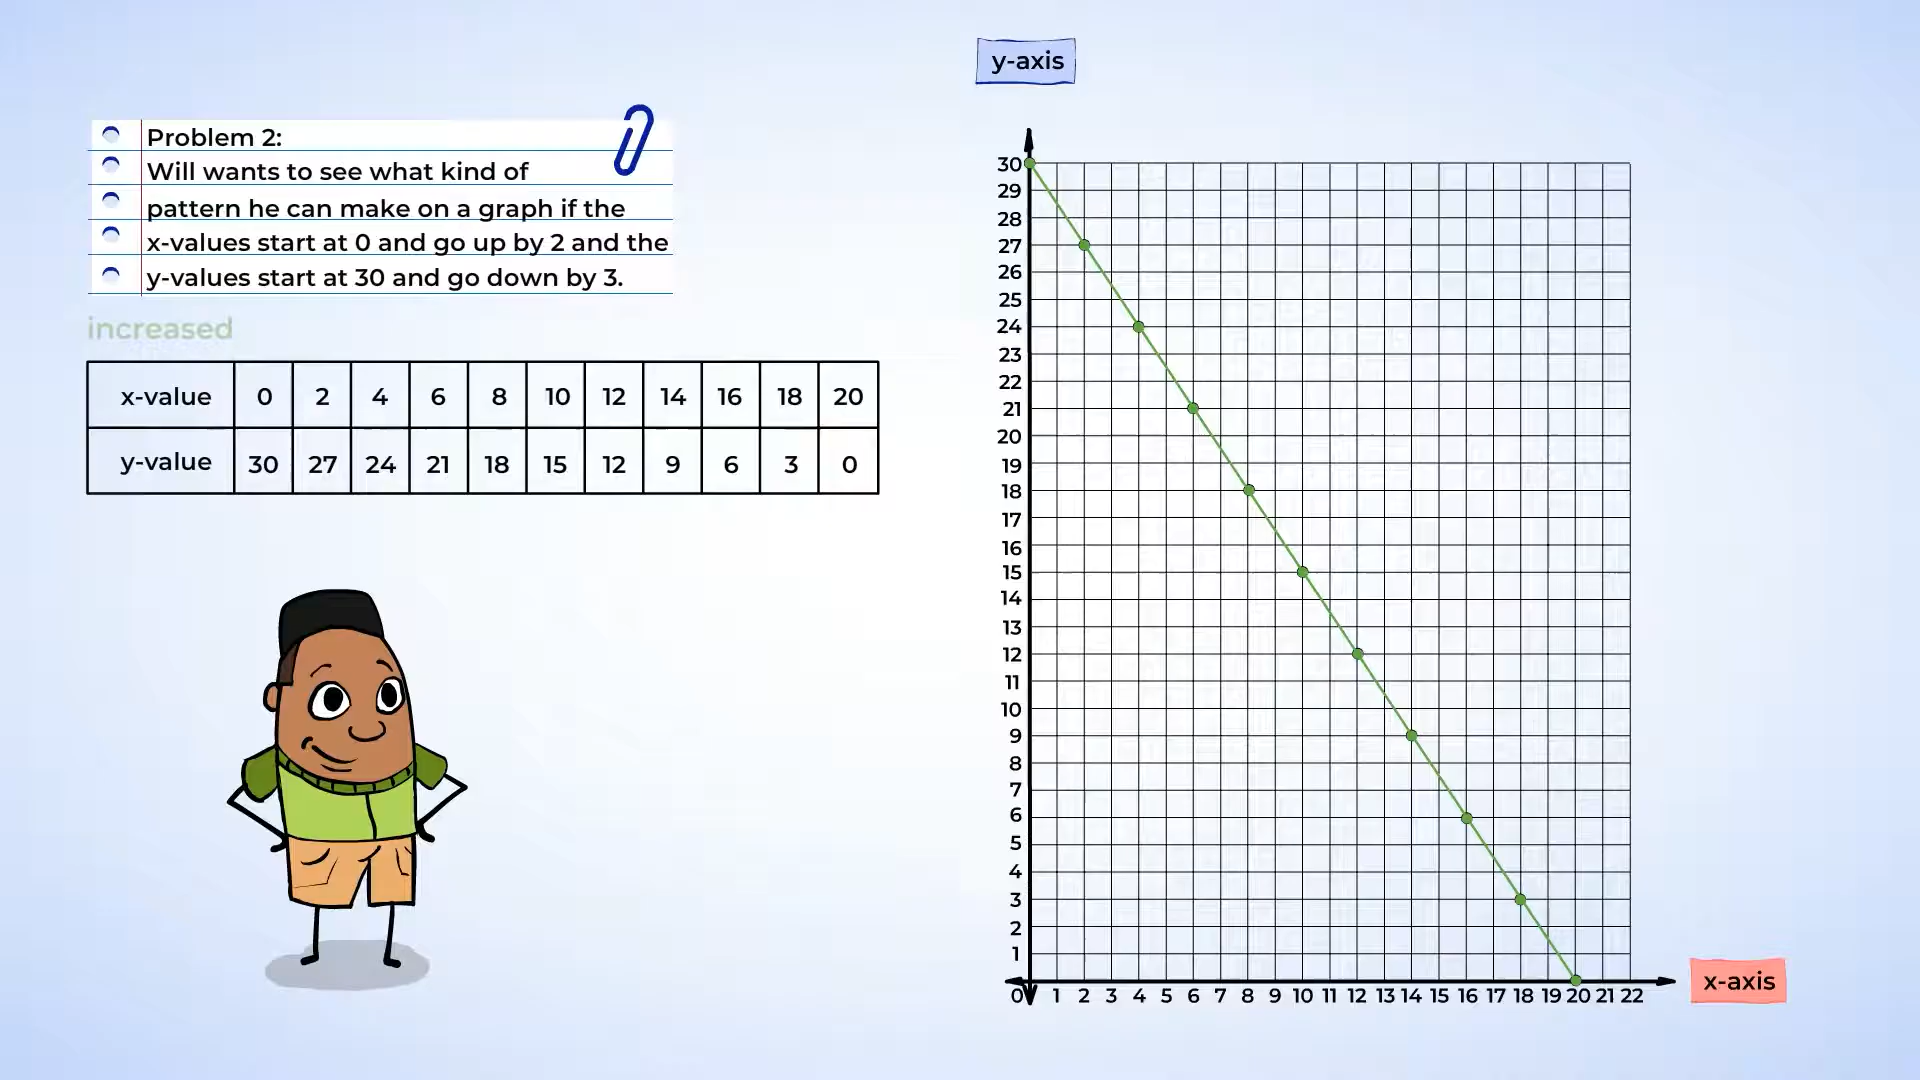 y-axis
Problem 2:
Will wants to see what kind of
pattern he can make on a graph if the
x-values start at 0 and go up by 2 and the
y-values start at 30 and go down by 3.
increased
x-value 0 2 4 6 8 10 12 14 16 18 20
y-value 30 27 24 21 18 15 12 9 6 3 0
30
29
28
27
26
25
24
23
22
21
20
19
18
17
16
15
14
13
12
11
10
9
8
7
6
5
4
3
2
1
0 1 2 3 4 5 6 7 8 9 10 11 12 13 14 15 16 17 18 19 20 21 22
x-axis